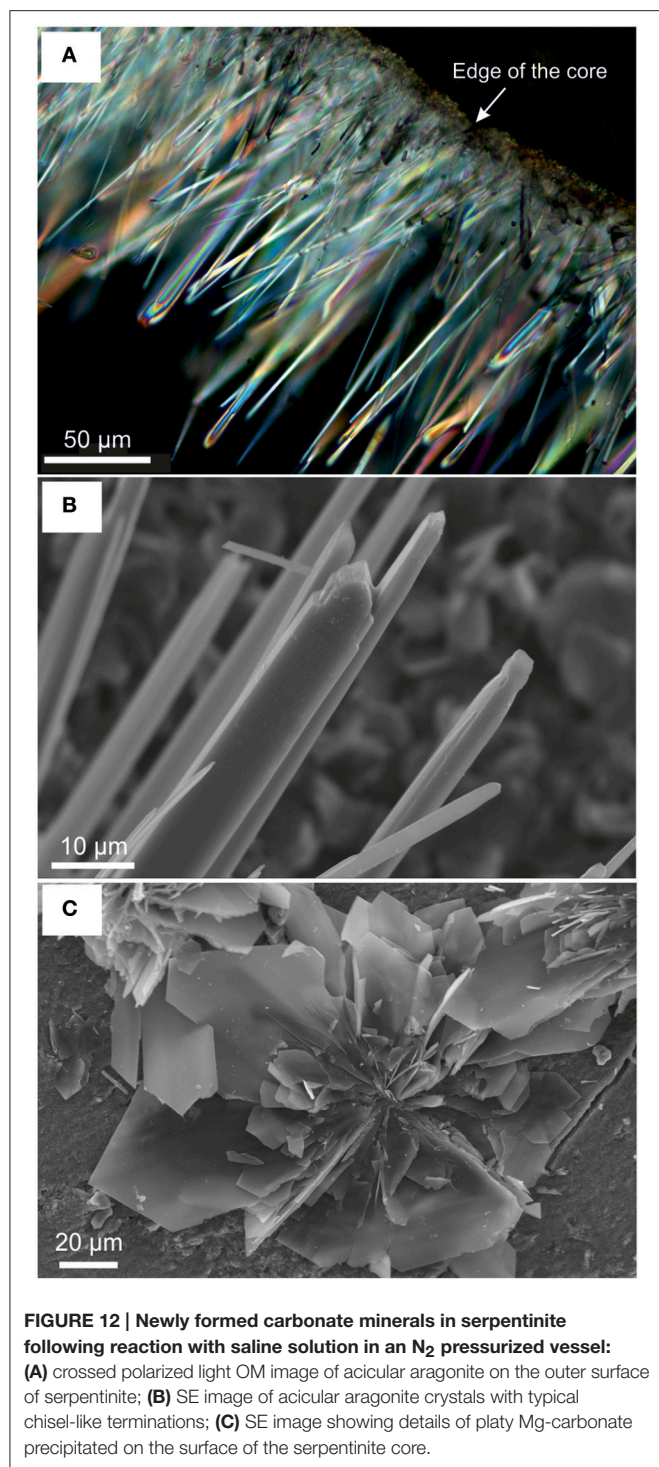 A
Edge of the core
50 µm
B
10 µm
C
20 µm
FIGURE 12 | Newly formed carbonate minerals in serpentinite
following reaction with saline solution in an N2 pressurized vessel:
(A) crossed polarized light OM image of acicular aragonite on the outer surface
of serpentinite; (B) SE image of acicular aragonite crystals with typical
chisel-like terminations; (C) SE image showing details of platy Mg-carbonate
precipitated on the surface of the serpentinite core.